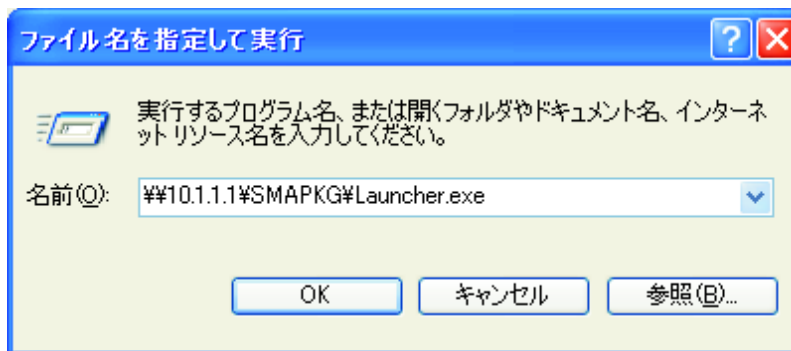 ファイル名を指定して実行
実行するプログラム名、または開くフォルダやドキュメント名、インターネ
ット リソース名を入力してください。
名前(O): ¥¥10.1.1.1¥SMAPKG¥Launcher.exe
OK キャンセル 参照(B)...